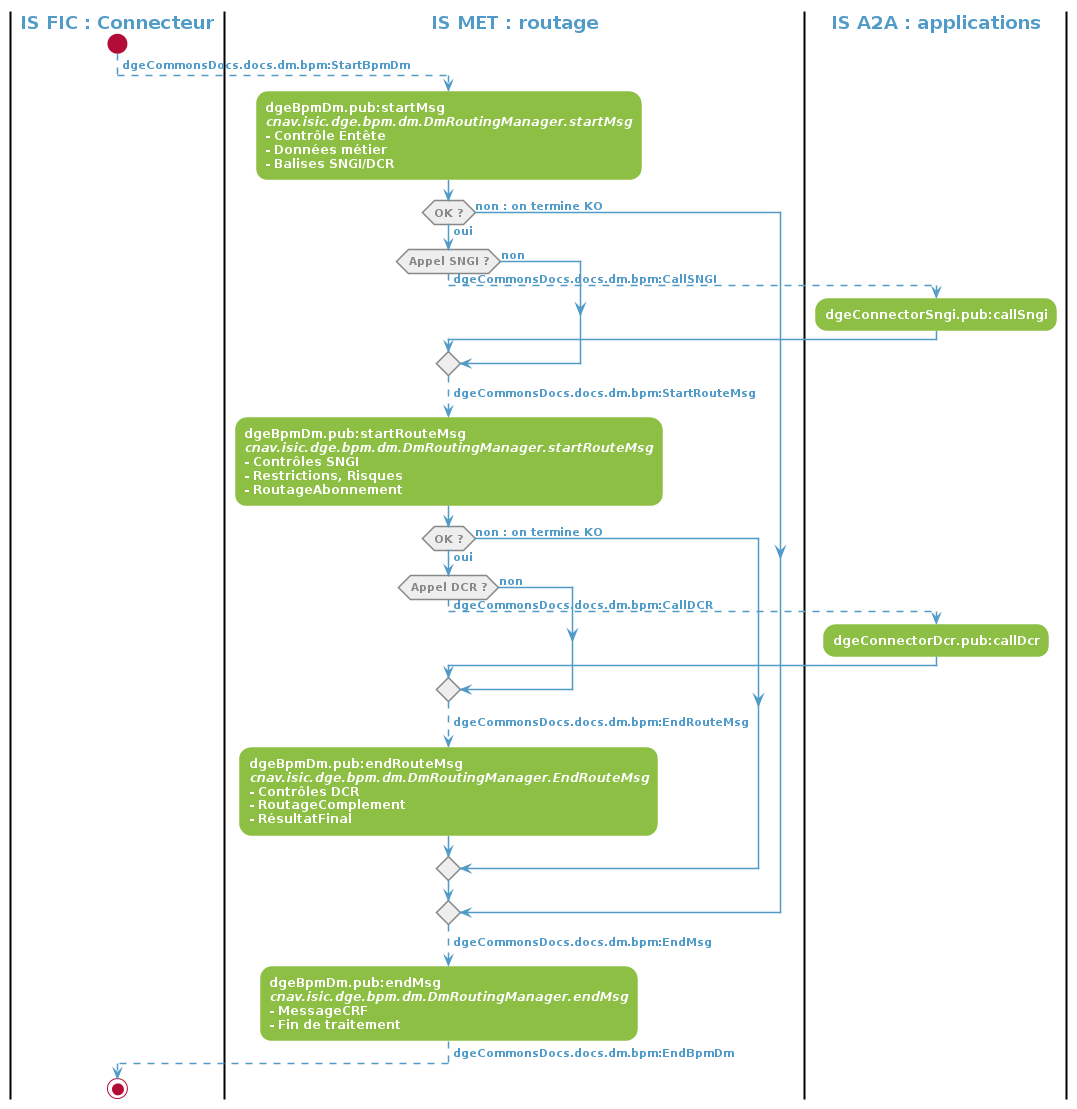 IS FIC : Connecteur
IS MET : routage
IS A2A : applications
dgeCommonsDocs.docs.dm.bpm:StartBpmDm
dgeBpmDm.pub:startMsg
cnav.isic.dge.bpm.dm.DmRoutingManager.startMsg
- Contrôle Entête
- Données métier
- Balises SNGI/DCR
OK ?
non : on termine KO
oui
Appel SNGI ?
non
dgeCommonsDocs.docs.dm.bpm:CallSNGI
dgeConnectorSngi.pub:callSngi
dgeCommonsDocs.docs.dm.bpm:StartRouteMsg
dgeBpmDm.pub:startRouteMsg
cnav.isic.dge.bpm.dm.DmRoutingManager.startRouteMsg
- Contrôles SNGI
- Restrictions, Risques
- RoutageAbonnement
OK ?
non : on termine KO
oui
Appel DCR ?
non
dgeCommonsDocs.docs.dm.bpm:CallDCR
dgeConnectorDcr.pub:callDcr
dgeCommonsDocs.docs.dm.bpm:EndRouteMsg
dgeBpmDm.pub:endRouteMsg
cnav.isic.dge.bpm.dm.DmRoutingManager.EndRouteMsg
- Contrôles DCR
- RoutageComplement
- RésultatFinal
dgeCommonsDocs.docs.dm.bpm:EndMsg
dgeBpmDm.pub:endMsg
cnav.isic.dge.bpm.dm.DmRoutingManager.endMsg
- MessageCRF
- Fin de traitement
dgeCommonsDocs.docs.dm.bpm:EndBpmDm